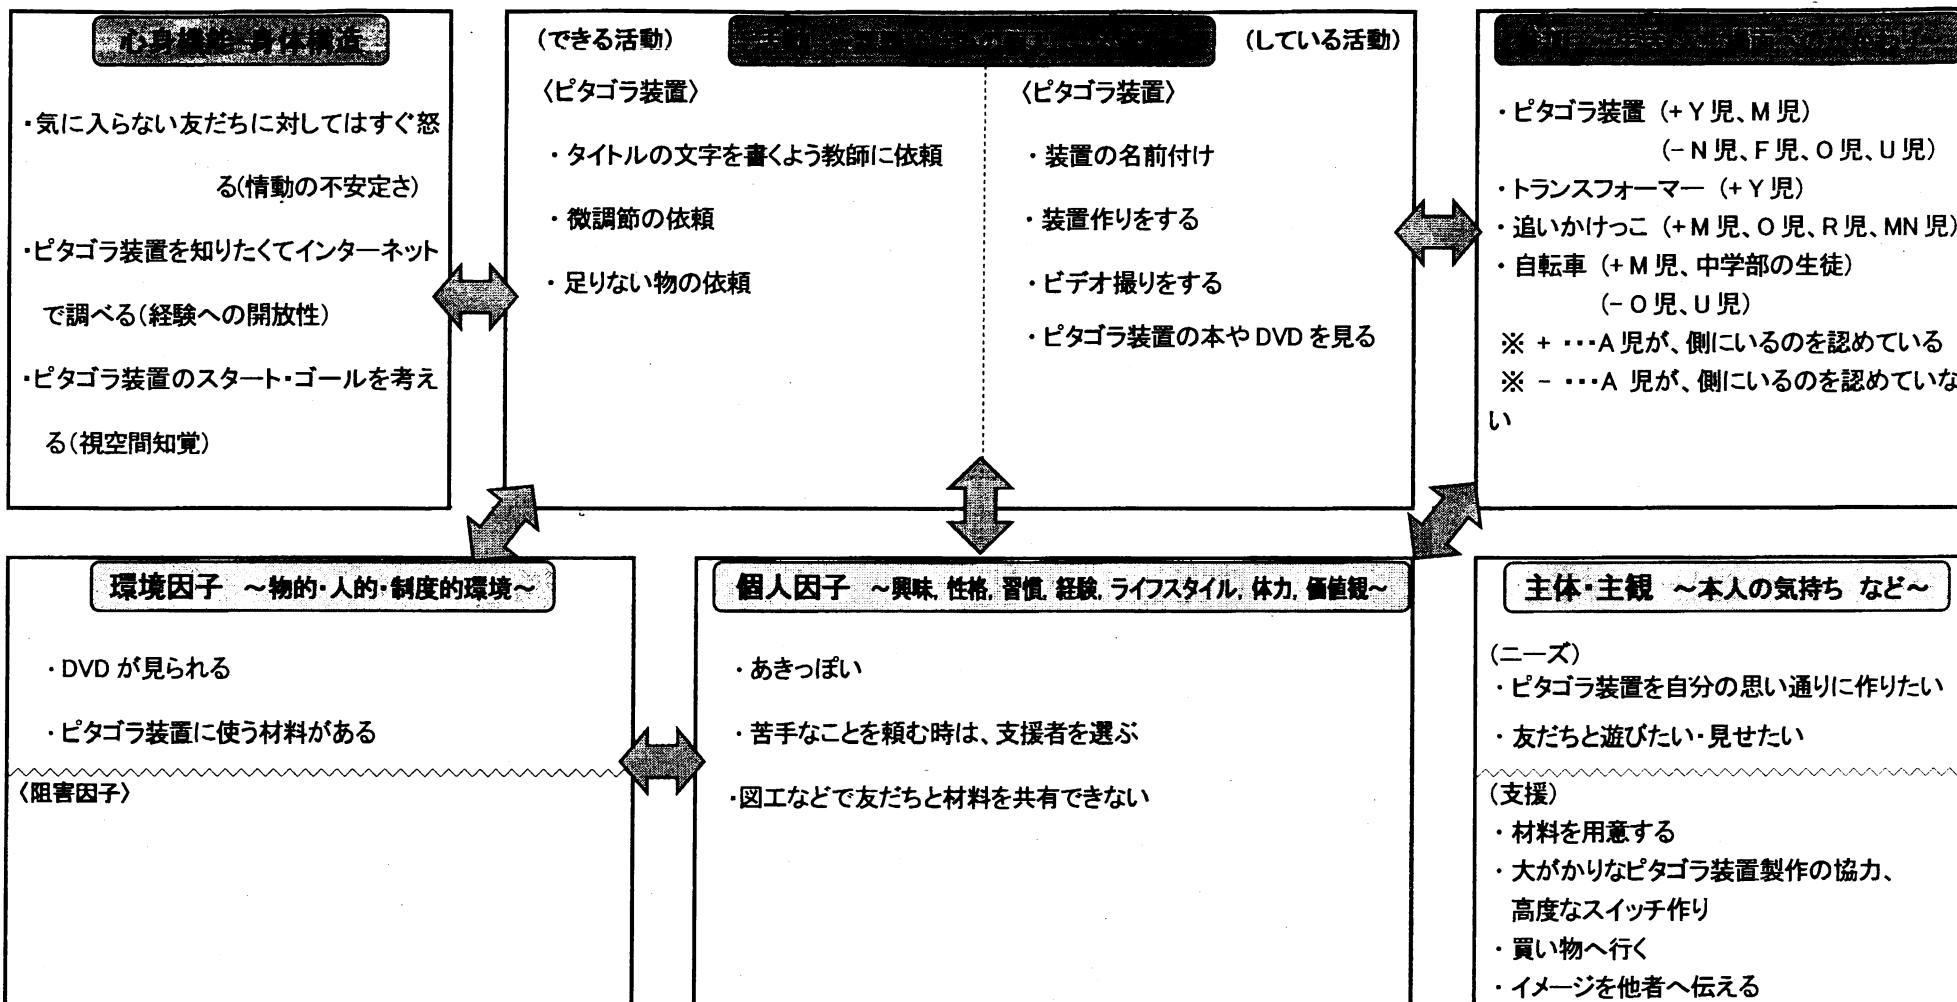 心身機能・身体構造
・気に入らない友だちに対してはすぐ怒
る(情動の不安定さ)
・ピタゴラ装置を知りたくてインターネット
で調べる(経験への開放性)
・ピタゴラ装置のスタート・ゴールを考え
る(視空間知覚)
(できる活動)
(している活動)
〈ピタゴラ装置〉
・タイトルの文字を書くよう教師に依頼
・微調節の依頼
・足りない物の依頼
〈ピタゴラ装置〉
・装置の名前付け
・装置作りをする
・ビデオ撮りをする
・ピタゴラ装置の本や DVD を見る
・ピタゴラ装置 (+ Y 児、M 児)
(- N 児、F 児、O 児、U 児)
・トランスフォーマー (+ Y 児)
・追いかけっこ (+ M 児、O 児、R 児、MN 児)
・自転車 (+ M 児、中学部の生徒)
(- O 児、U 児)
※ + ・・・A 児が、側にいるのを認めている
※ - ・・・A 児が、側にいるのを認めていな
い
環境因子 ～物的・人的・制度的環境～
・DVD が見られる
・ピタゴラ装置に使う材料がある
〈阻害因子〉
個人因子 ～興味, 性格, 習慣, 経験, ライフスタイル, 体力, 価値観～
・あきっぽい
・苦手なことを頼む時は、支援者を選ぶ
・図工などで友だちと材料を共有できない
主体・主観 ～本人の気持ち など～
(ニーズ)
・ピタゴラ装置を自分の思い通りに作りたい
・友だちと遊びたい・見せたい
(支援)
・材料を用意する
・大がかりなピタゴラ装置製作の協力、
高度なスイッチ作り
・買い物へ行く
・イメージを他者へ伝える